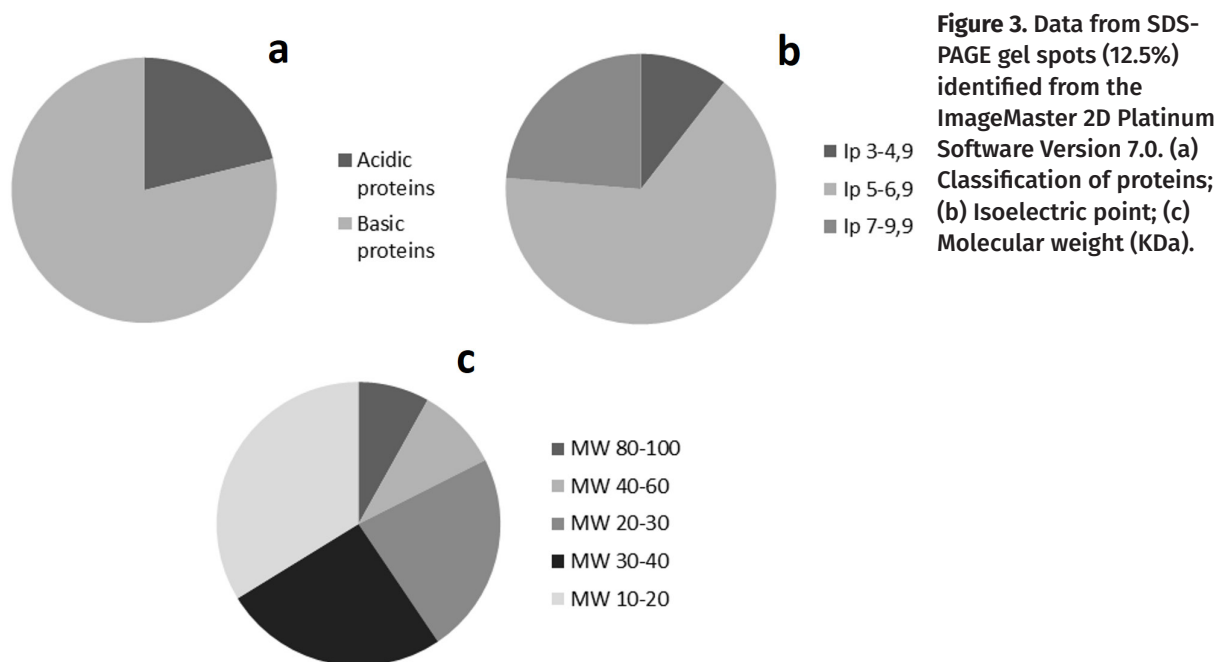 a
Acidic
proteins
Basic
proteins
b
Ip 3-4,9
Ip 5-6,9
Ip 7-9,9
Figure 3. Data from SDS-
PAGE gel spots (12.5%)
identified from the
ImageMaster 2D Platinum
Software Version 7.0. (a)
Classification of proteins;
(b) Isoelectric point; (c)
Molecular weight (KDa).
c
MW 80-100
MW 40-60
MW 20-30
MW 30-40
MW 10-20